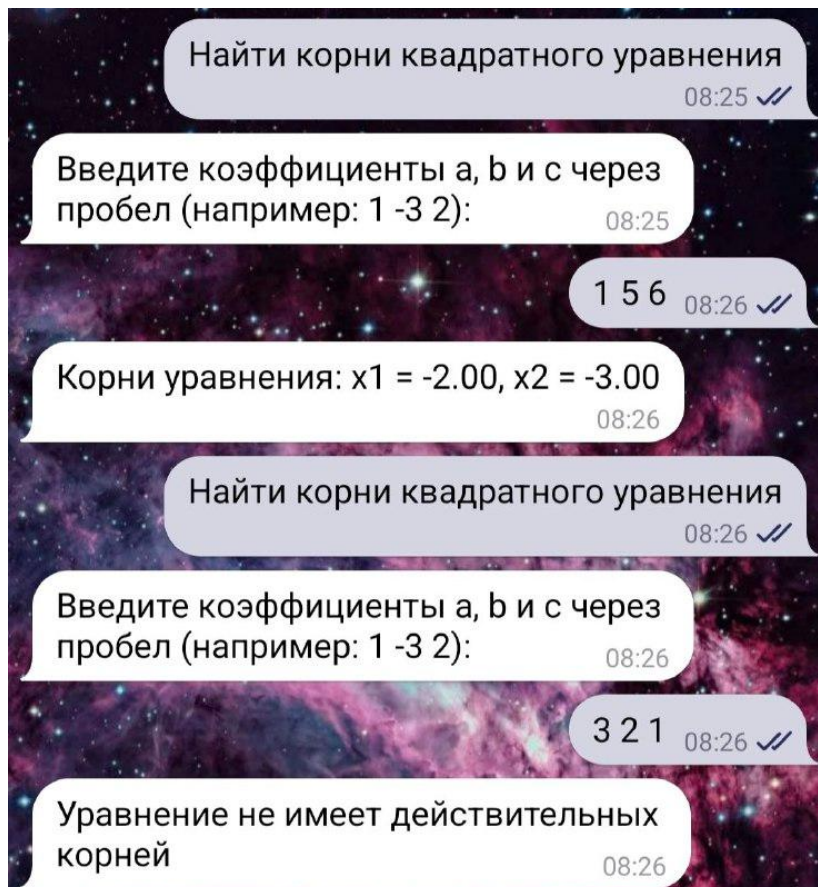 Найти корни квадратного уравнения
08:25
Введите коэффициенты a, b и c через
пробел (например: 1 -3 2):
08:25
1 5 6 08:26
Корни уравнения: x1 = -2.00, x2 = -3.00
08:26
Найти корни квадратного уравнения
08:26
Введите коэффициенты a, b и c через
пробел (например: 1 -3 2):
08:26
3 2 1 08:26
Уравнение не имеет действительных
корней
08:26